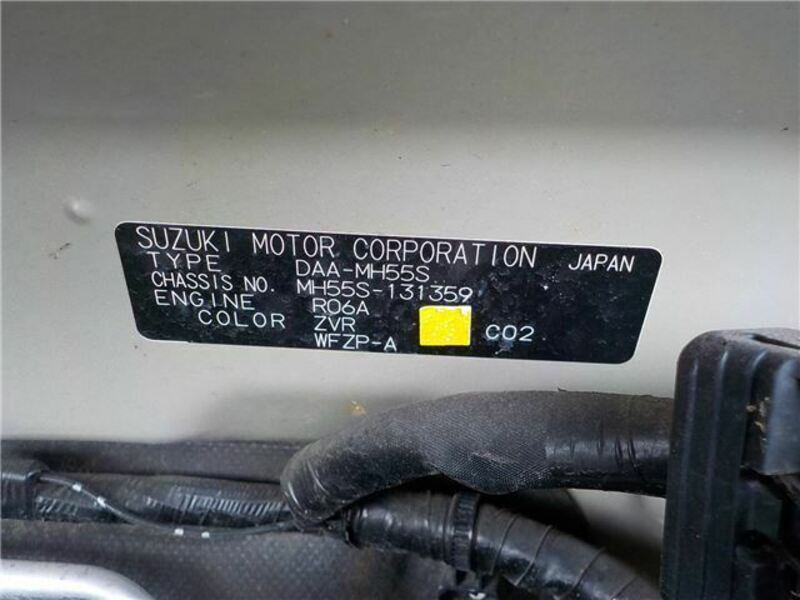 SUZUKI MOTOR CORPORATION JAPAN
TYPE DAA-MH55S
CHASSIS NO. MH55S-131359
ENGINE R06A
COLOR ZVR C02
WFZP-A